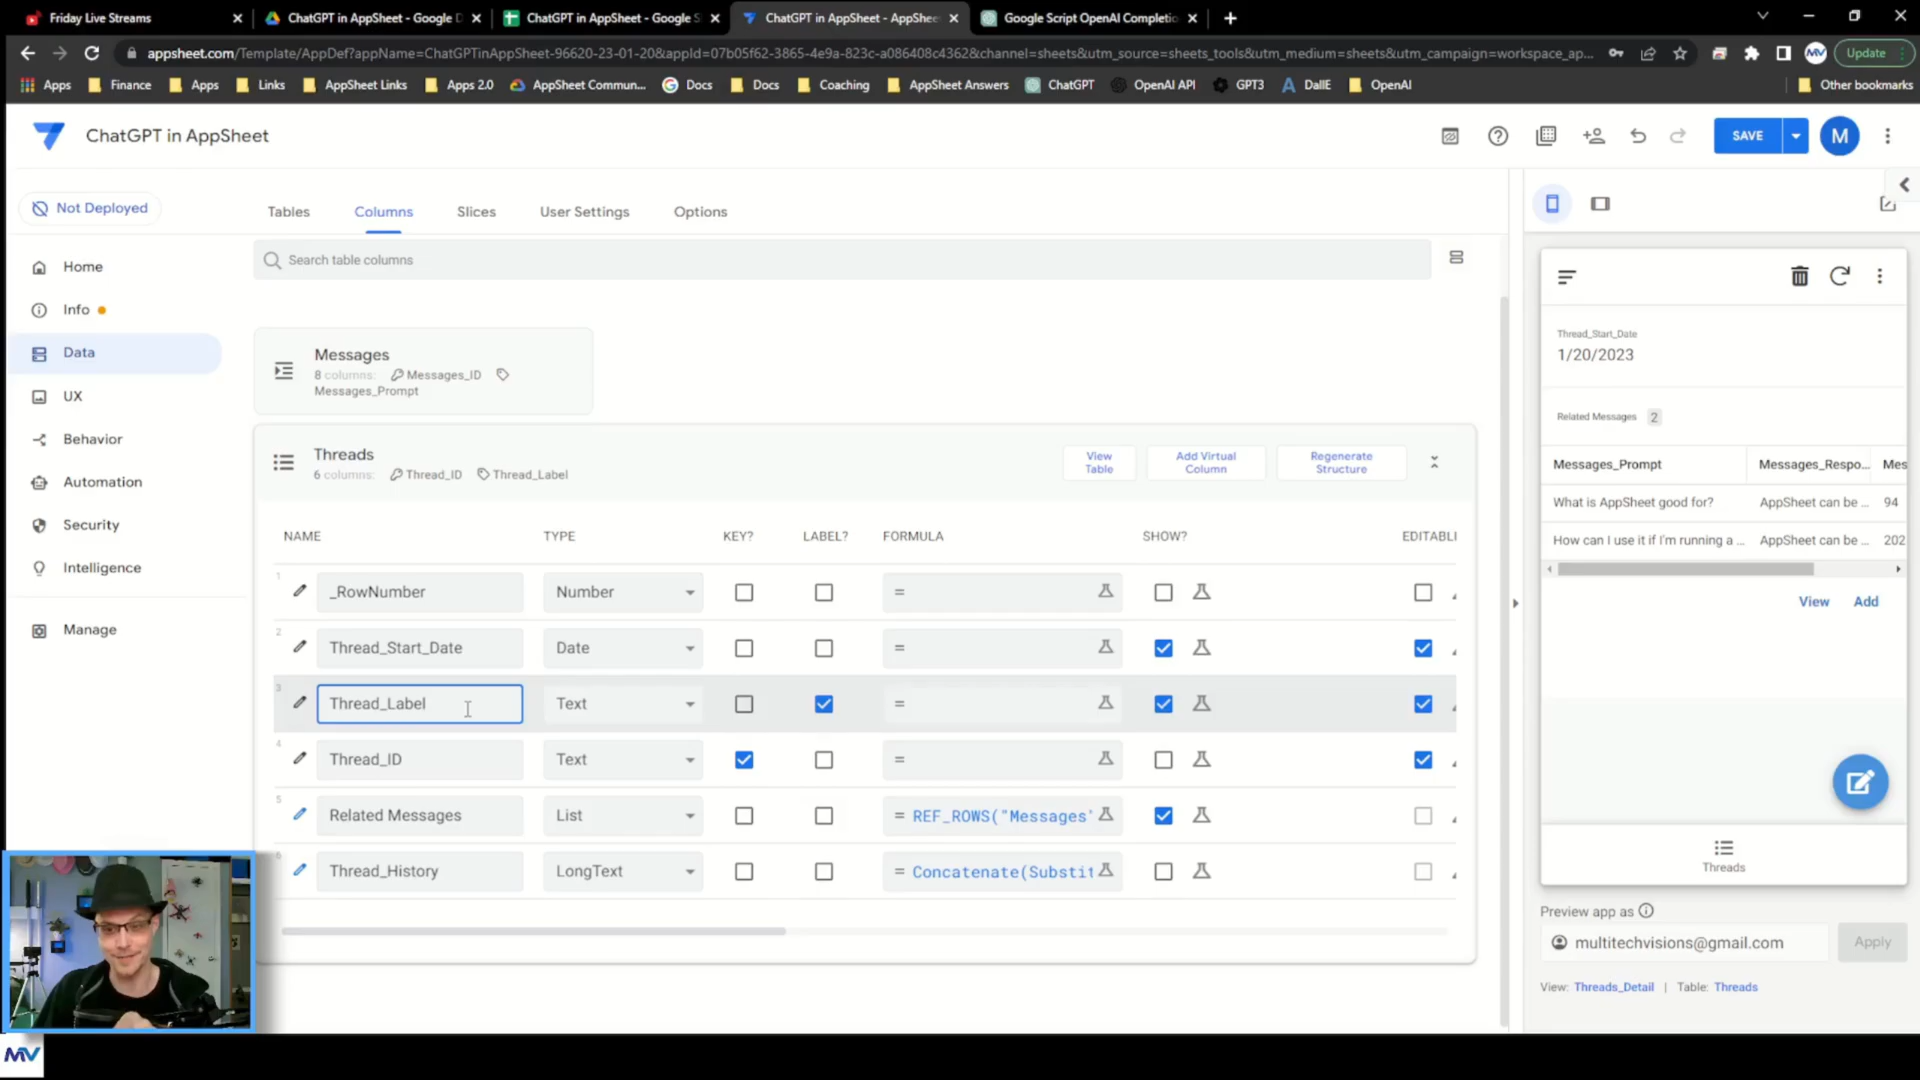 Friday Live Streams
ChatGPT in AppSheet - Google D
ChatGPT in AppSheet - Google S
ChatGPT in AppSheet - AppShee
Google Script OpenAI Completio
appsheet.com/Template/AppDef?appName=ChatGPTinAppSheet-96620-23-01-20&appId=07b05f62-3865-4e9a-823c-a086408c4362&channel=sheets&utm_source=sheets_tools&utm_medium=sheets&utm_campaign=workspace_ap...
Update
Apps
Finance
Apps
Links
AppSheet Links
Apps 2.0
AppSheet Commun...
Docs
Docs
Coaching
AppSheet Answers
ChatGPT
OpenAI API
GPT3
DallE
OpenAI
Other bookmarks
ChatGPT in AppSheet
SAVE
M
Not Deployed
Home
Info
Data
UX
Behavior
Automation
Security
Intelligence
Manage
Tables
Columns
Slices
User Settings
Options
Search table columns
Messages
8 columns: Messages_ID
Messages_Prompt
Threads
6 columns: Thread_ID Thread_Label
View
Table
Add Virtual
Column
Regenerate
Structure
NAME TYPE KEY? LABEL? FORMULA SHOW? EDITABLI
1 _RowNumber Number =
2 Thread_Start_Date Date =
3 Thread_Label Text =
4 Thread_ID Text =
5 Related Messages List = REF_ROWS("Messages"
6 Thread_History LongText = Concatenate(Substit
Thread_Start_Date
1/20/2023
Related Messages 2
Messages_Prompt Messages_Respo... Mes
What is AppSheet good for? AppSheet can be ... 94
How can I use it if I'm running a ... AppSheet can be ... 202
View Add
Threads
Preview app as
multitechvisions@gmail.com
Apply
View: Threads_Detail | Table: Threads
MV